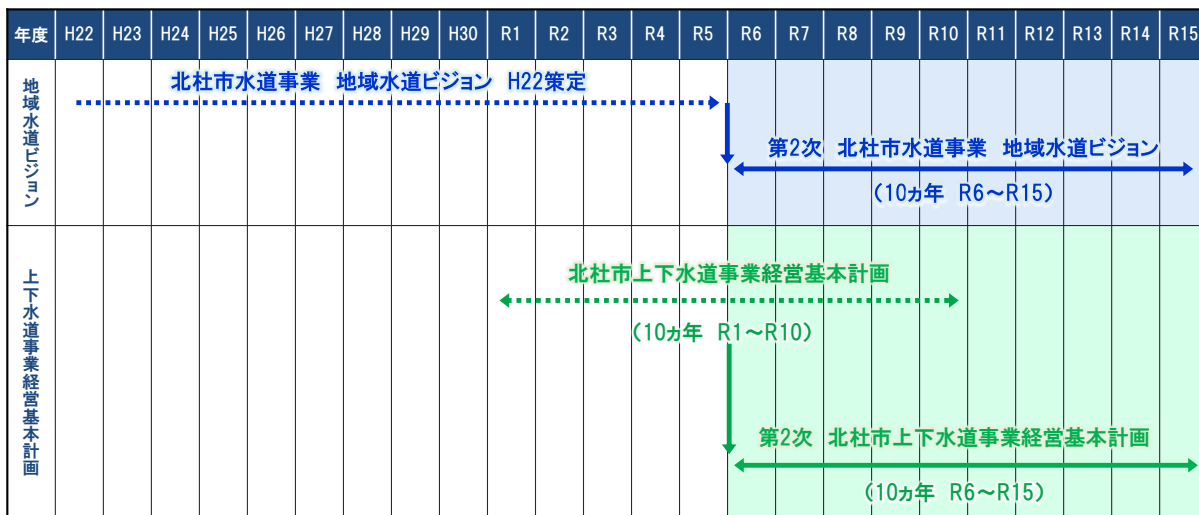 年度 H22 H23 H24 H25 H26 H27 H28 H29 H30 R1 R2 R3 R4 R5 R6 R7 R8 R9 R10 R11 R12 R13 R14 R15
地域水道ビジョン
北杜市水道事業　地域水道ビジョン　H22策定
第2次　北杜市水道事業　地域水道ビジョン
(10ヵ年　R6～R15)
上下水道事業経営基本計画
北杜市上下水道事業経営基本計画
(10ヵ年　R1～R10)
第2次　北杜市上下水道事業経営基本計画
(10ヵ年　R6～R15)